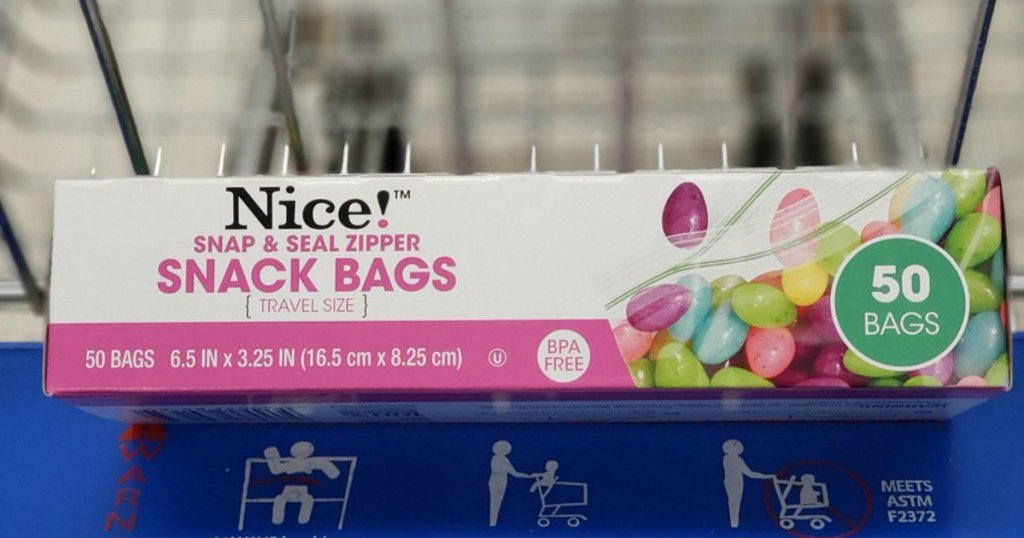 Nice!™
SNAP & SEAL ZIPPER
SNACK BAGS
{ TRAVEL SIZE }
50 BAGS 6.5 IN x 3.25 IN (16.5 cm x 8.25 cm) U
BPA
FREE
50
BAGS
WARN
MEETS
ASTM
F2372